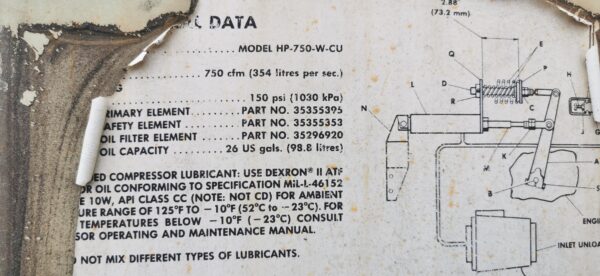 DATA
MODEL HP-750-W-CU
750 cfm (354 litres per sec.)
150 psi (1030 kPa)
RIMARY ELEMENT PART NO. 35355395
AFETY ELEMENT PART NO. 35355353
OIL FILTER ELEMENT PART NO. 35296920
OIL CAPACITY 26 US gals. (98.8 litres)
DED COMPRESSOR LUBRICANT: USE DEXRON® II ATF
OR OIL CONFORMING TO SPECIFICATION MiL-L-46152
E 10W, API CLASS CC (NOTE: NOT CD) FOR AMBIENT
URE RANGE OF 125°F TO −10°F (52°C to −23°C). FOR
TEMPERATURES BELOW −10°F (−23°C) CONSULT
SOR OPERATING AND MAINTENANCE MANUAL.
NOT MIX DIFFERENT TYPES OF LUBRICANTS.
2.88"
(73.2 mm)
E
Q
P
D
R
H
L
N
C
M
K
A
B
S
ENGI
INLET UNLOA